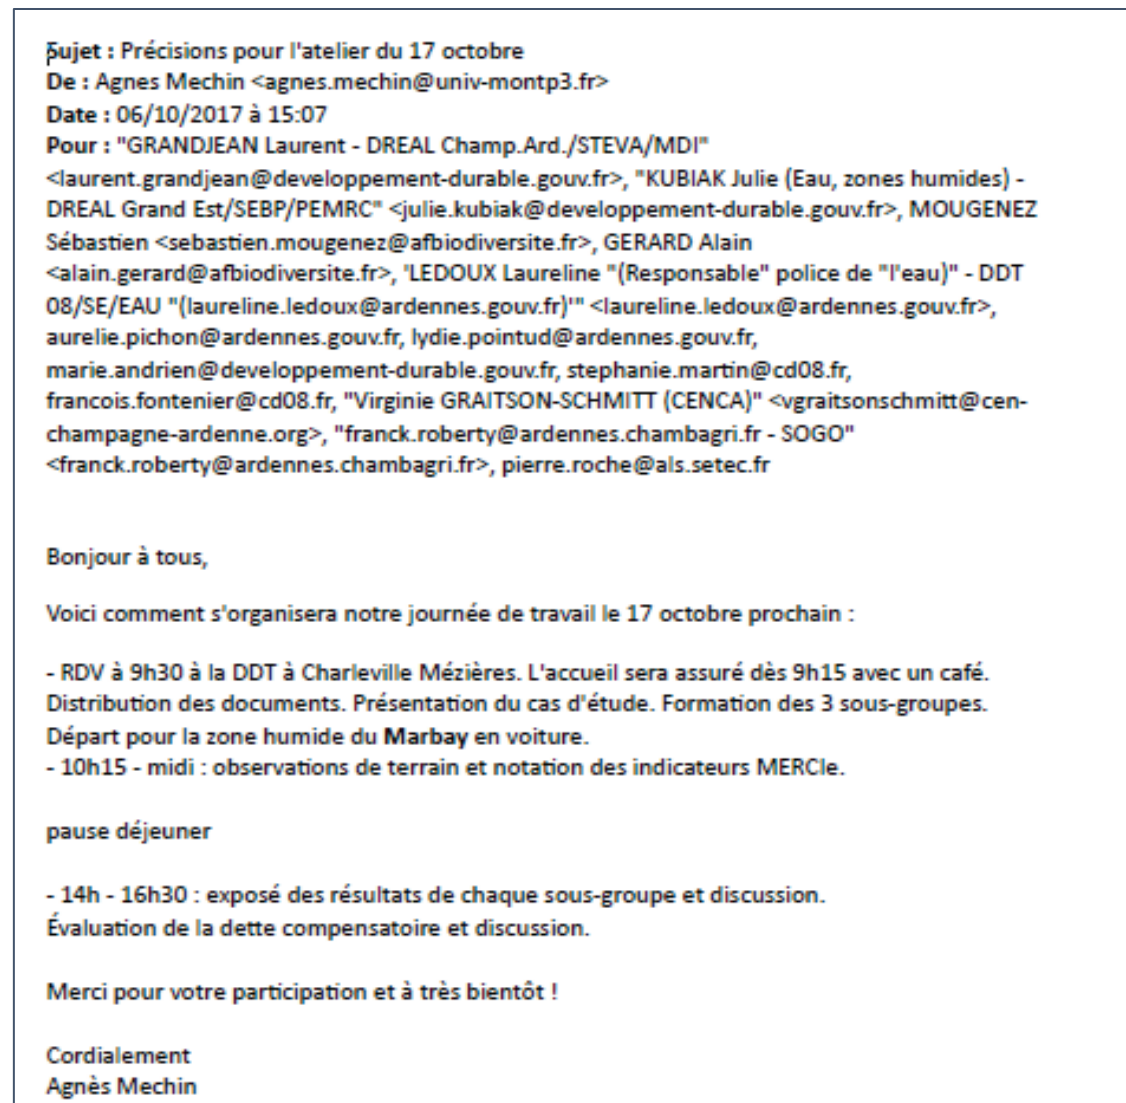 Sujet : Précisions pour l'atelier du 17 octobre
De : Agnes Mechin <agnes.mechin@univ-montp3.fr>
Date : 06/10/2017 à 15:07
Pour : "GRANDJEAN Laurent - DREAL Champ.Ard./STEVA/MDI"
<laurent.grandjean@developpement-durable.gouv.fr>, "KUBIAK Julie (Eau, zones humides) -
DREAL Grand Est/SEBP/PEMRC" <julie.kubiak@developpement-durable.gouv.fr>, MOUGENEZ
Sébastien <sebastien.mougenez@afbiodiversite.fr>, GERARD Alain
<alain.gerard@afbiodiversite.fr>, 'LEDOUX Laureline "(Responsable" police de "l'eau)" - DDT
08/SE/EAU "(laureline.ledoux@ardennes.gouv.fr)'" <laureline.ledoux@ardennes.gouv.fr>,
aurelie.pichon@ardennes.gouv.fr, lydie.pointud@ardennes.gouv.fr,
marie.andrien@developpement-durable.gouv.fr, stephanie.martin@cd08.fr,
francois.fontenier@cd08.fr, "Virginie GRAITSON-SCHMITT (CENCA)" <vgraitsonschmitt@cen-
champagne-ardenne.org>, "franck.roberty@ardennes.chambagri.fr - SOGO"
<franck.roberty@ardennes.chambagri.fr>, pierre.roche@als.setec.fr
Bonjour à tous,
Voici comment s'organisera notre journée de travail le 17 octobre prochain :
- RDV à 9h30 à la DDT à Charleville Mézières. L'accueil sera assuré dès 9h15 avec un café.
Distribution des documents. Présentation du cas d'étude. Formation des 3 sous-groupes.
Départ pour la zone humide du Marbay en voiture.
- 10h15 - midi : observations de terrain et notation des indicateurs MERCIe.
pause déjeuner
- 14h - 16h30 : exposé des résultats de chaque sous-groupe et discussion.
Évaluation de la dette compensatoire et discussion.
Merci pour votre participation et à très bientôt !
Cordialement
Agnès Mechin